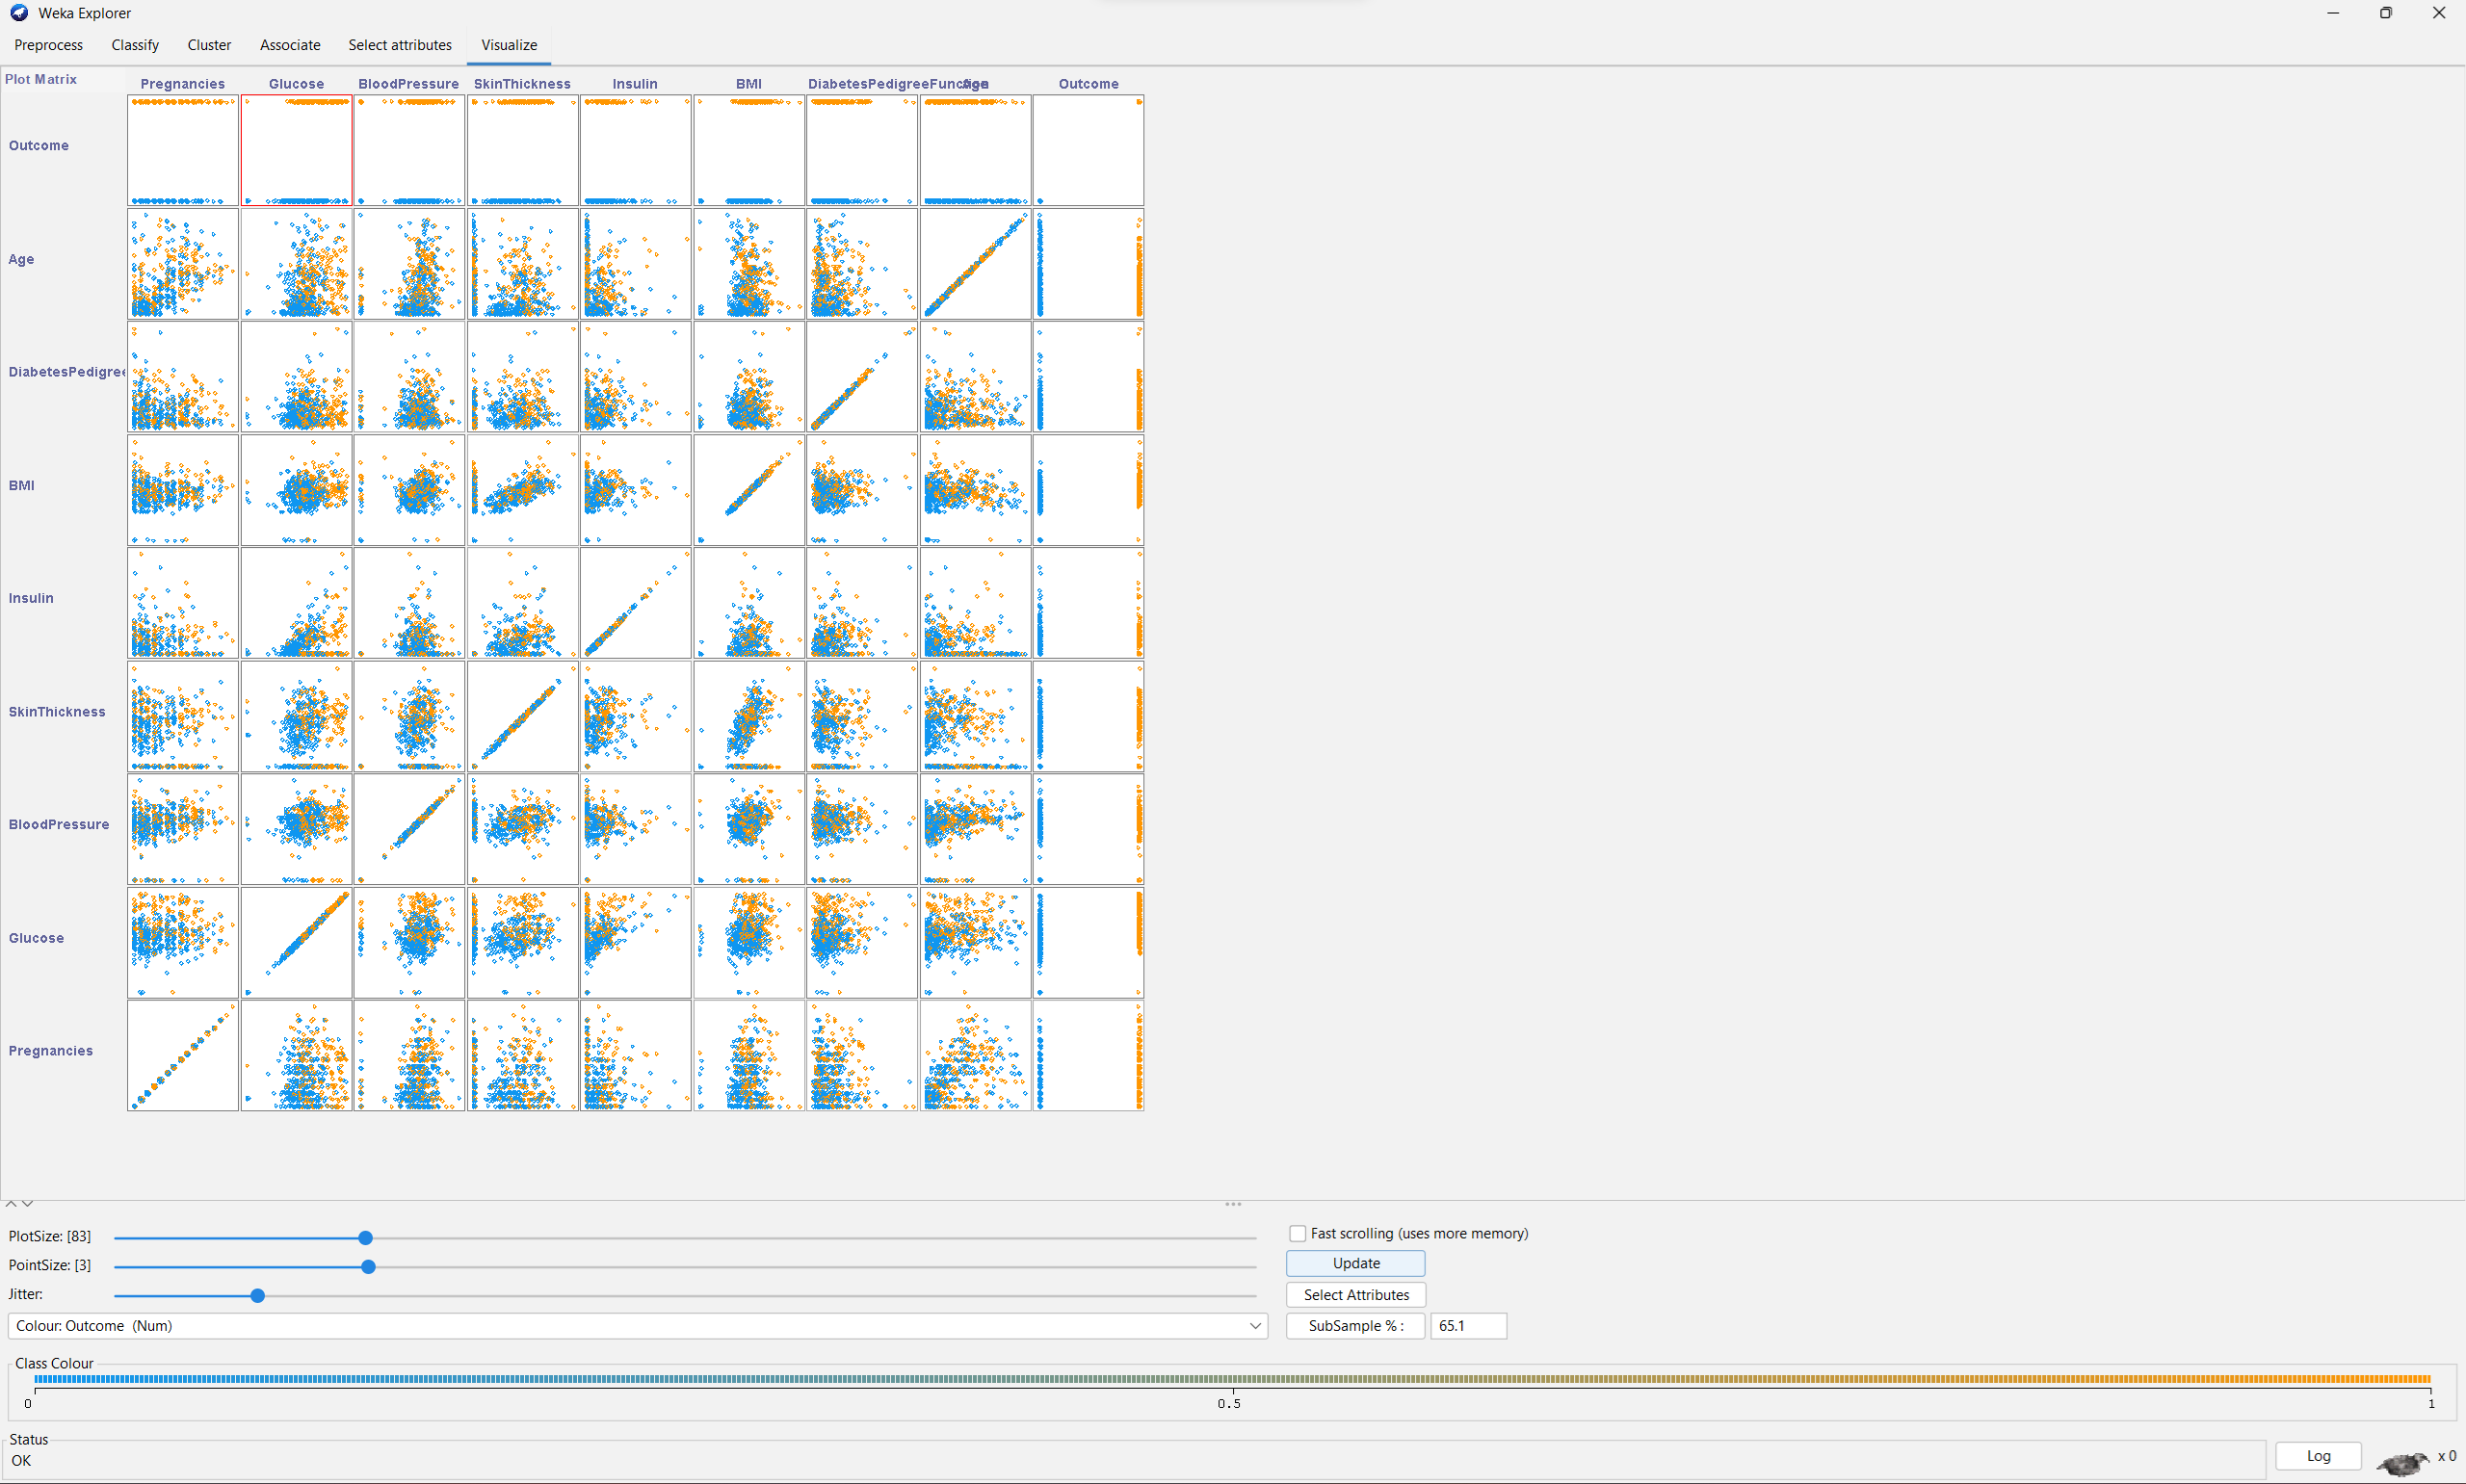 Weka Explorer
Preprocess Classify Cluster Associate Select attributes Visualize
Plot Matrix
Pregnancies Glucose BloodPressure SkinThickness Insulin BMI DiabetesPedigreeFunction Age Outcome
Outcome
Age
DiabetesPedigree
BMI
Insulin
SkinThickness
BloodPressure
Glucose
Pregnancies
PlotSize: [83]
Fast scrolling (uses more memory)
Update
PointSize: [3]
Jitter:
Select Attributes
Colour: Outcome (Num)
SubSample % : 65.1
Class Colour
0 0.5 1
Status
OK
Log
x 0